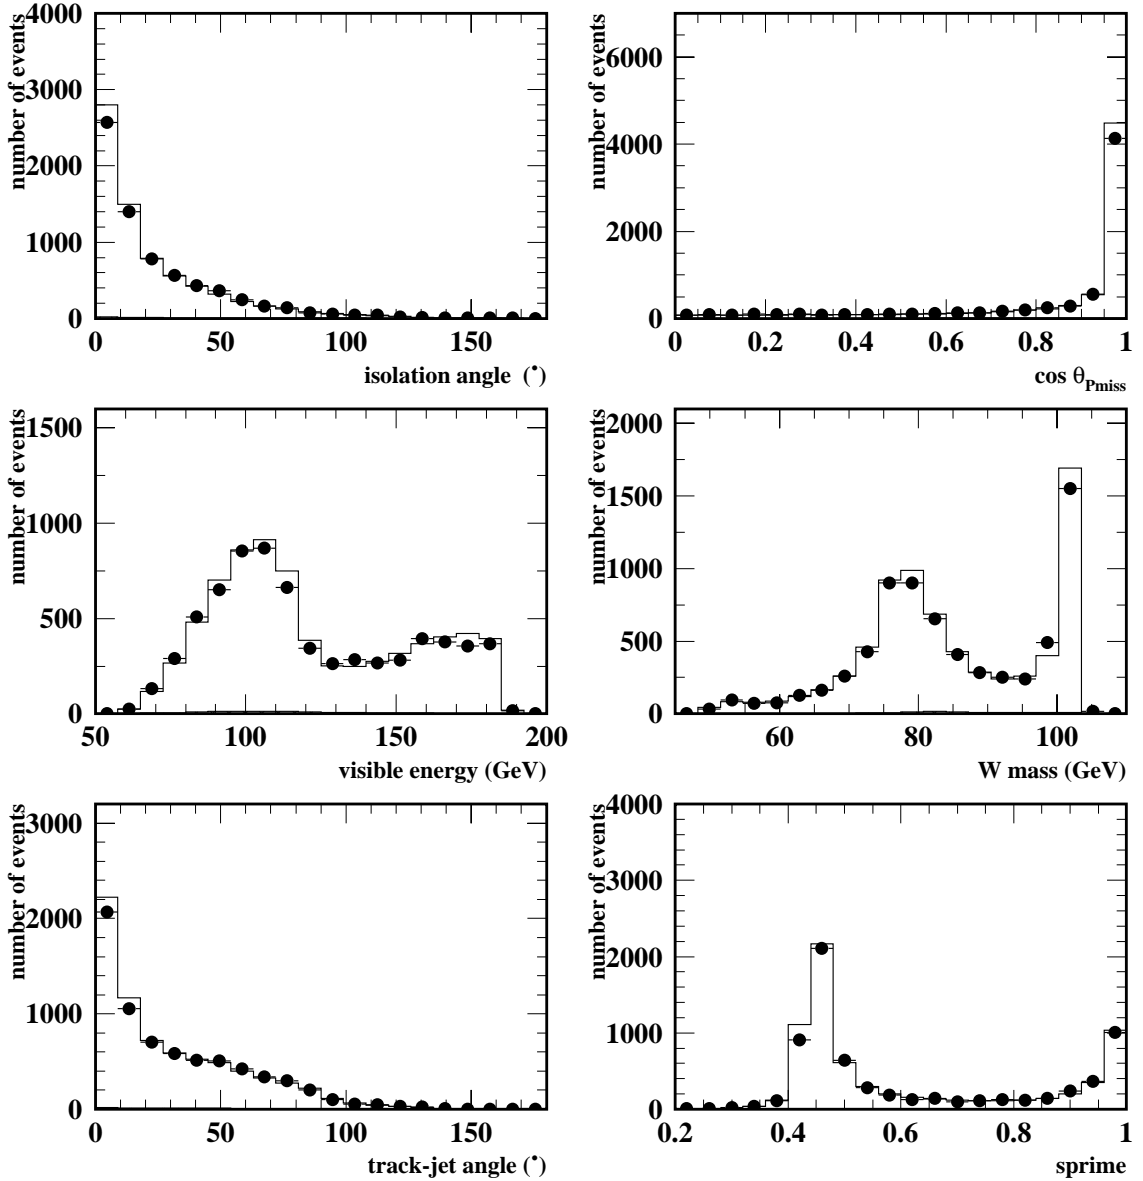 number of events
4000
3000
2000
1000
0
0 50 100 150
isolation angle (•)
number of events
6000
4000
2000
0
0 0.2 0.4 0.6 0.8 1
cos θPmiss
number of events
1500
1000
500
0
50 100 150 200
visible energy (GeV)
number of events
2000
1500
1000
500
0
60 80 100
W mass (GeV)
number of events
3000
2000
1000
0
0 50 100 150
track-jet angle (•)
number of events
4000
3000
2000
1000
0
0.2 0.4 0.6 0.8 1
sprime